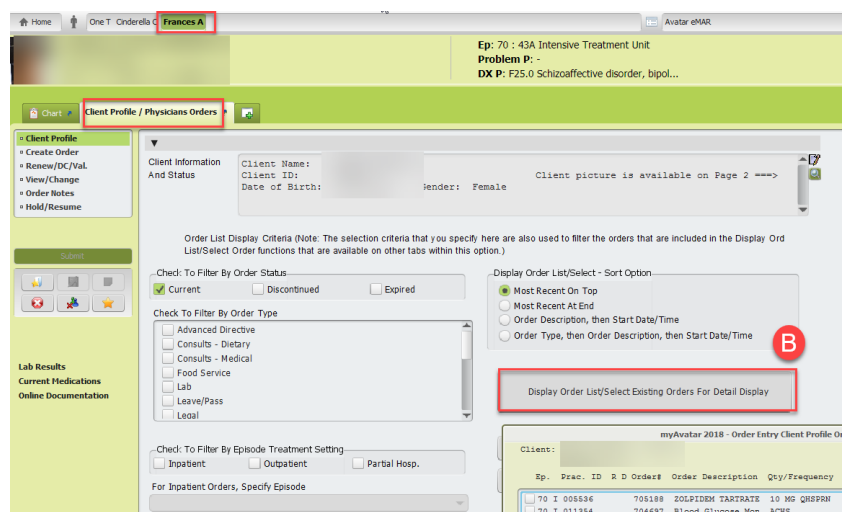 Home One T Cinderella C Frances A Avatar eMAR
Ep: 70 : 43A Intensive Treatment Unit
Problem P: -
DX P: F25.0 Schizoaffective disorder, bipol...
Chart Client Profile / Physicians Orders
Client Profile
Create Order
Renew/DC/Val.
View/Change
Order Notes
Hold/Resume
Submit
Lab Results
Current Medications
Online Documentation
Client Information
And Status
Client Name:
Client ID: Client picture is available on Page 2 ===>
Date of Birth: Gender: Female
Order List Display Criteria (Note: The selection criteria that you specify here are also used to filter the orders that are included in the Display Ord
List/Select Order functions that are available on other tabs within this option.)
Check To Filter By Order Status
Current Discontinued Expired
Check To Filter By Order Type
Advanced Directive
Consults - Dietary
Consults - Medical
Food Service
Lab
Leave/Pass
Legal
Display Order List/Select - Sort Option
Most Recent On Top
Most Recent At End
Order Description, then Start Date/Time
Order Type, then Order Description, then Start Date/Time
B
Display Order List/Select Existing Orders For Detail Display
Check To Filter By Episode Treatment Setting
Inpatient Outpatient Partial Hosp.
For Inpatient Orders, Specify Episode
myAvatar 2018 - Order Entry Client Profile Or
Client:
Ep. Prac. ID R D Order# Order Description Qty/Frequency
70 I 005536 705188 ZOLPIDEM TARTRATE 10 MG QHSPRN
70 I 011354 704697 Blood Glucose Mon ACHS